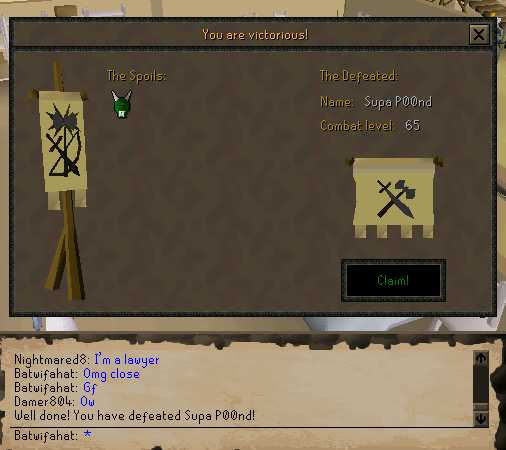 You are victorious!
The Spoils:
The Defeated:
Name: Supa P00nd
Combat level: 65
Claim!
Nightmared8: I'm a lawyer
Batwifahat: Omg close
Batwifahat: Gf
Damer804: Ow
Well done! You have defeated Supa P00nd!
Batwifahat: *